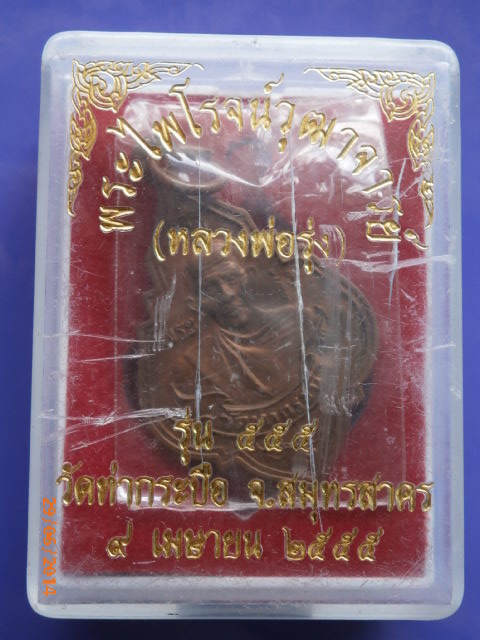 พระไพโรจน์วุฒาจารย์
(หลวงพ่อรุ่ง)
รุ่น ๕๕๕
วัดท่ากระบือ จ.สมุทรสาคร
๙ เมษายน ๒๕๕๕
29/06/2014